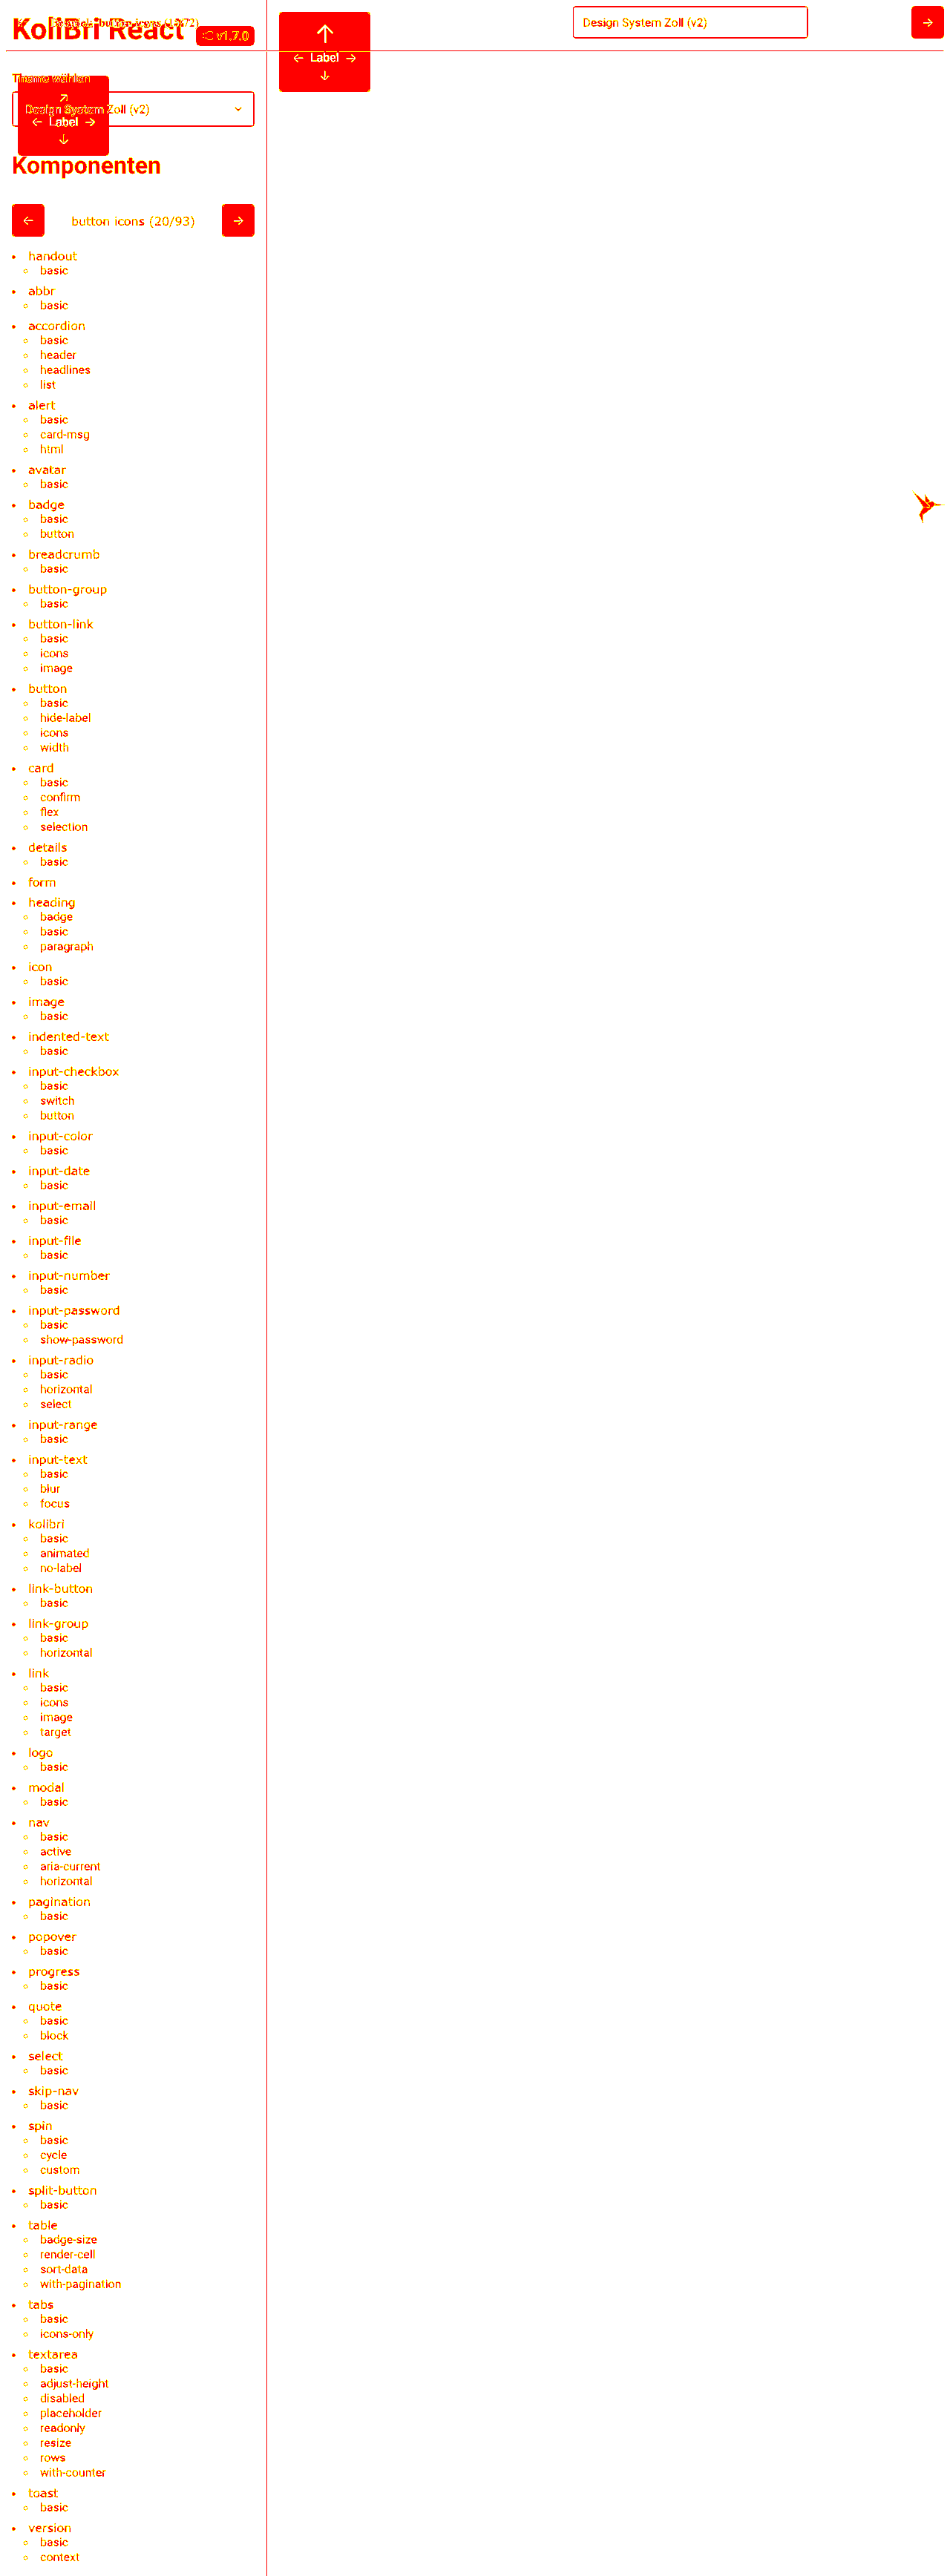 KoliBri React
v1.7.0
Design System Zoll (v2)
Label
Theme wählen
Design System Zoll (v2)
Label
Komponenten
button icons (20/93)
handout
basic
abbr
basic
accordion
basic
header
headlines
list
alert
basic
card-msg
html
avatar
basic
badge
basic
button
breadcrumb
basic
button-group
basic
button-link
basic
icons
image
button
basic
hide-label
icons
width
card
basic
confirm
flex
selection
details
basic
form
heading
badge
basic
paragraph
icon
basic
image
basic
indented-text
basic
input-checkbox
basic
switch
button
input-color
basic
input-date
basic
input-email
basic
input-file
basic
input-number
basic
input-password
basic
show-password
input-radio
basic
horizontal
select
input-range
basic
input-text
basic
blur
focus
kolibri
basic
animated
no-label
link-button
basic
link-group
basic
horizontal
link
basic
icons
image
target
logo
basic
modal
basic
nav
basic
active
aria-current
horizontal
pagination
basic
popover
basic
progress
basic
quote
basic
block
select
basic
skip-nav
basic
spin
basic
cycle
custom
split-button
basic
table
badge-size
render-cell
sort-data
with-pagination
tabs
basic
icons-only
textarea
basic
adjust-height
disabled
placeholder
readonly
resize
rows
with-counter
toast
basic
version
basic
context